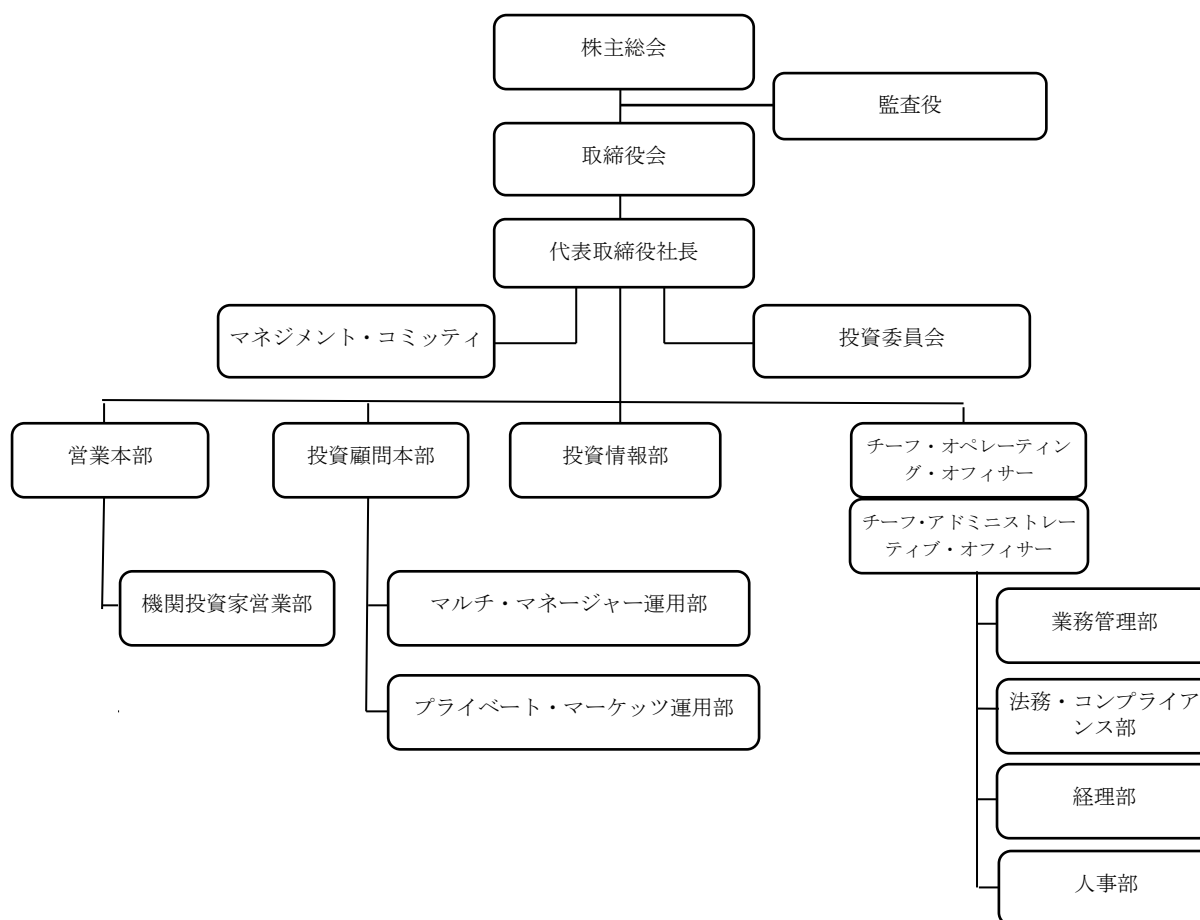 株主総会
監査役
取締役会
代表取締役社長
マネジメント・コミッティ
投資委員会
営業本部
投資顧問本部
投資情報部
チーフ・オペレーティン
グ・オフィサー
チーフ・アドミニストレー
ティブ・オフィサー
機関投資家営業部
マルチ・マネージャー運用部
プライベート・マーケッツ運用部
業務管理部
法務・コンプライア
ンス部
経理部
人事部